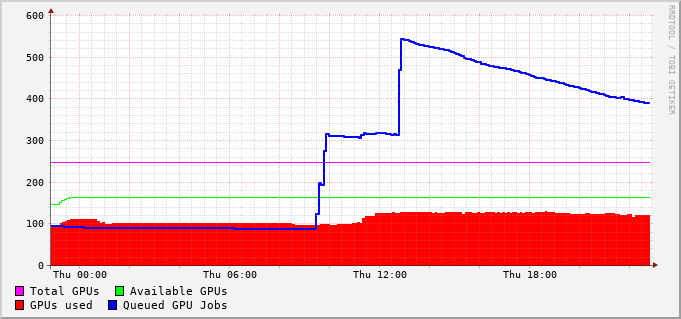 600
500
400
300
200
100
0
Thu 00:00 Thu 06:00 Thu 12:00 Thu 18:00
Total GPUs Available GPUs
GPUs used Queued GPU Jobs
RRDTOOL / TOBI OETIKER